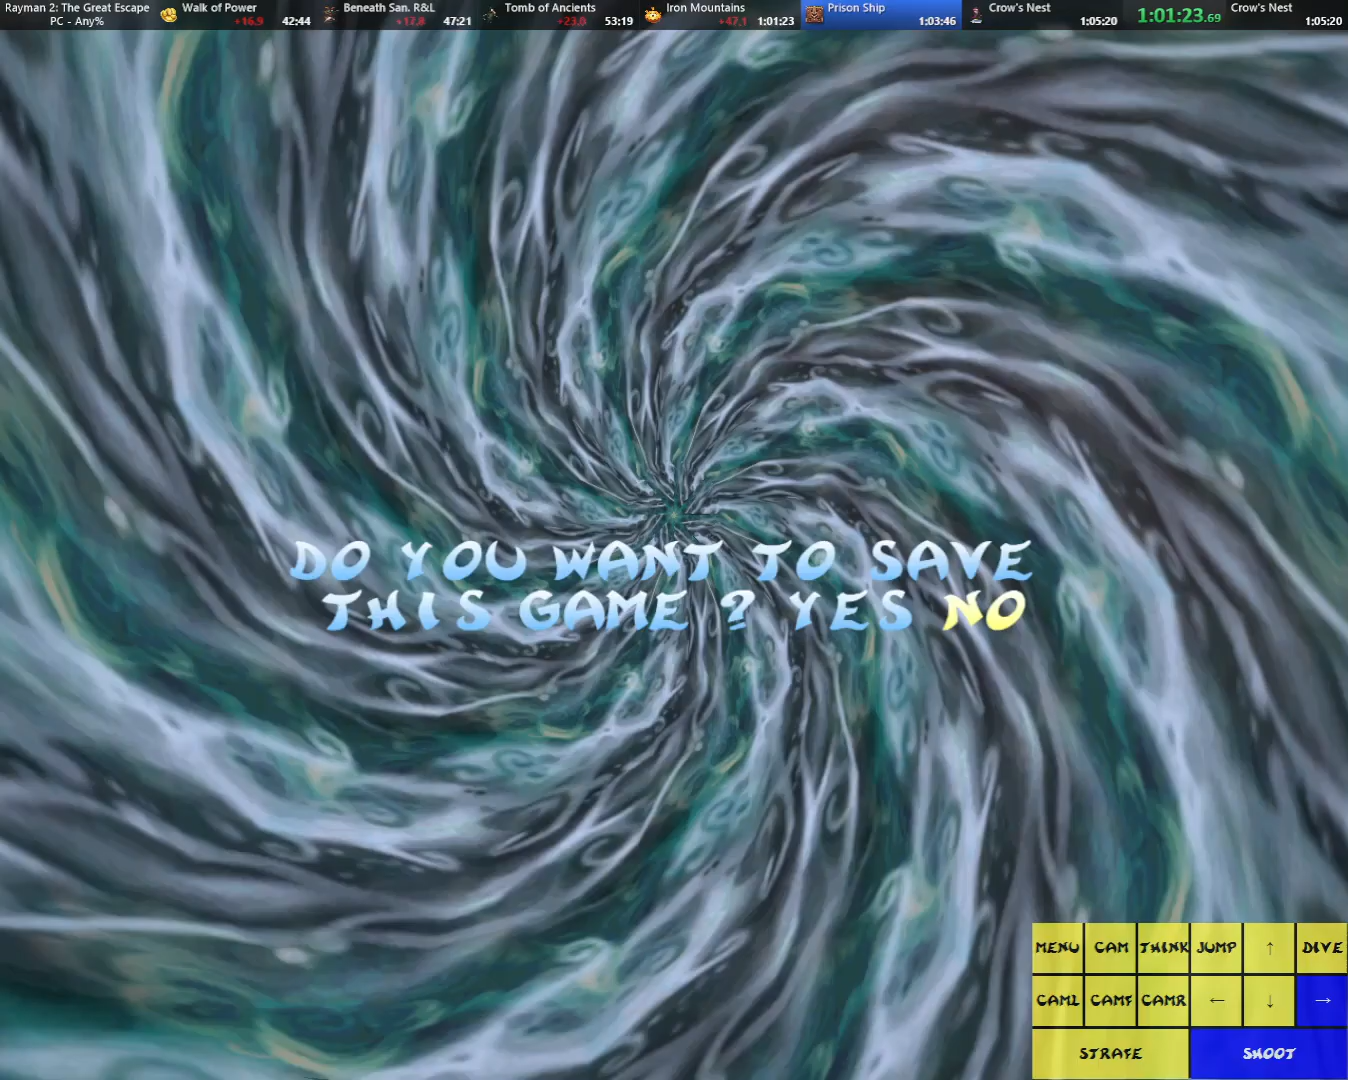 Rayman 2: The Great Escape
PC - Any%
Walk of Power
+16.9 42:44
Beneath San. R&L
+17.8 47:21
Tomb of Ancients
+23.0 53:19
Iron Mountains
+47.1 1:01:23
Prison Ship
1:03:46
Crow's Nest
1:05:20
1:01:23.69
Crow's Nest
1:05:20
DO YOU WANT TO SAVE
THIS GAME ? YES NO
MENU CAM THINK JUMP ↑ DIVE
CAML CAMF CAMR ← ↓ →
STRAFE SHOOT